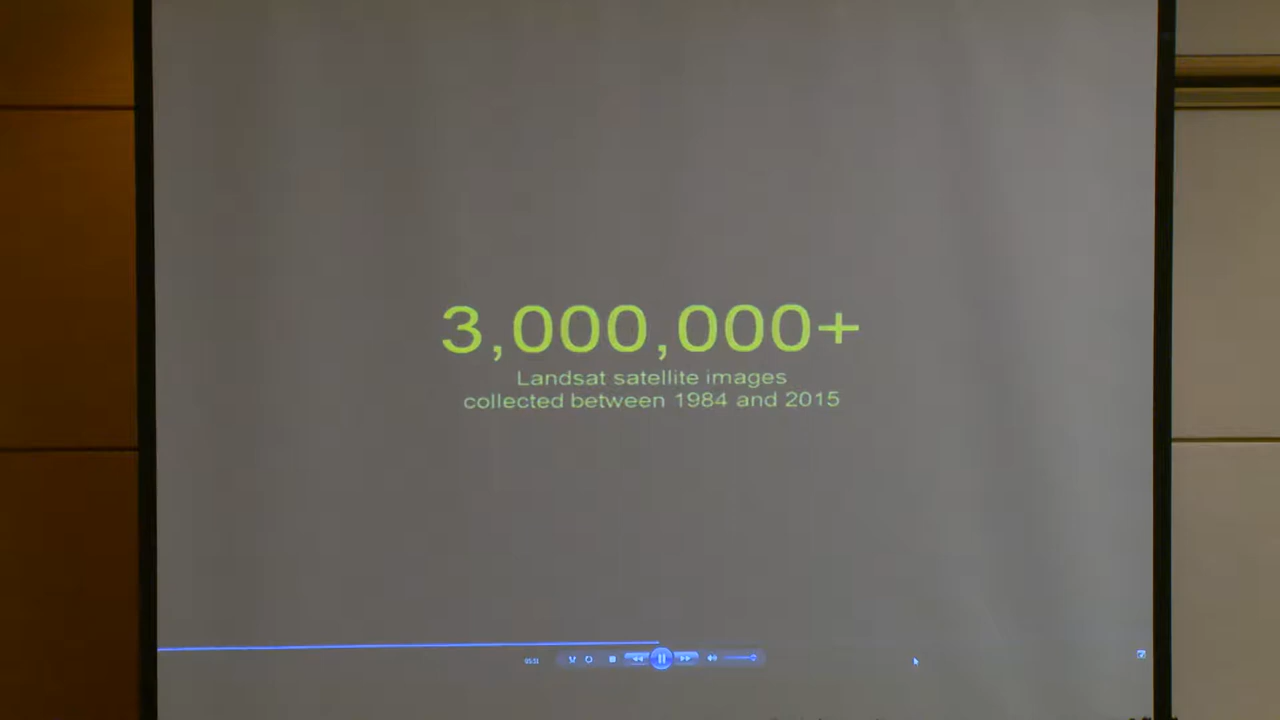 3,000,000+
Landsat satellite images
collected between 1984 and 2015